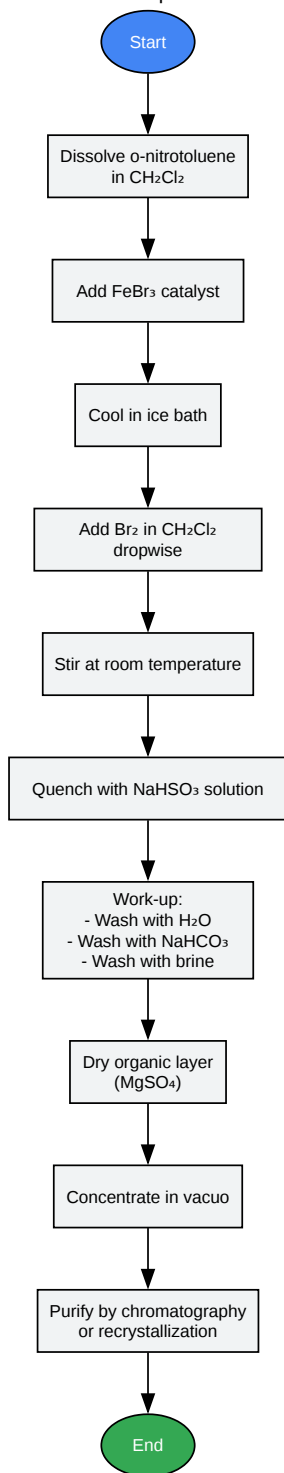 Start
Dissolve o-nitrotoluene
in CH₂Cl₂
Add FeBr₃ catalyst
Cool in ice bath
Add Br₂ in CH₂Cl₂
dropwise
Stir at room temperature
Quench with NaHSO₃ solution
Work-up:
- Wash with H₂O
- Wash with NaHCO₃
- Wash with brine
Dry organic layer
(MgSO₄)
Concentrate in vacuo
Purify by chromatography
or recrystallization
End